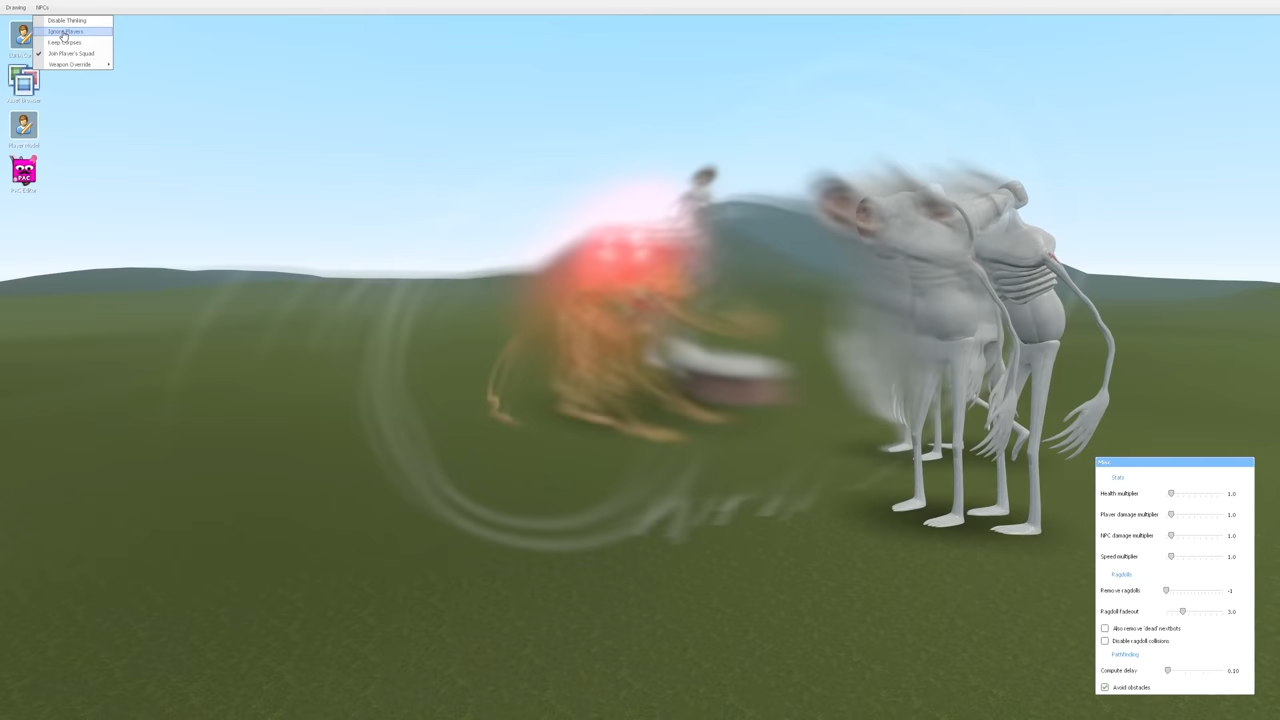 Drawing NPCs
Disable Thinking
Ignore Players
Keep Corpses
Join Player's Squad
Weapon Override
Asset Browser
Player Model
PAC
PAC Editor
Misc
Stats
Health multiplier 1.0
Player damage multiplier 1.0
NPC damage multiplier 1.0
Speed multiplier 1.0
Ragdolls
Remove ragdolls -1
Ragdoll fadeout 3.0
Also remove 'dead' nextbots
Disable ragdoll collisions
Pathfinding
Compute delay 0.10
Avoid obstacles